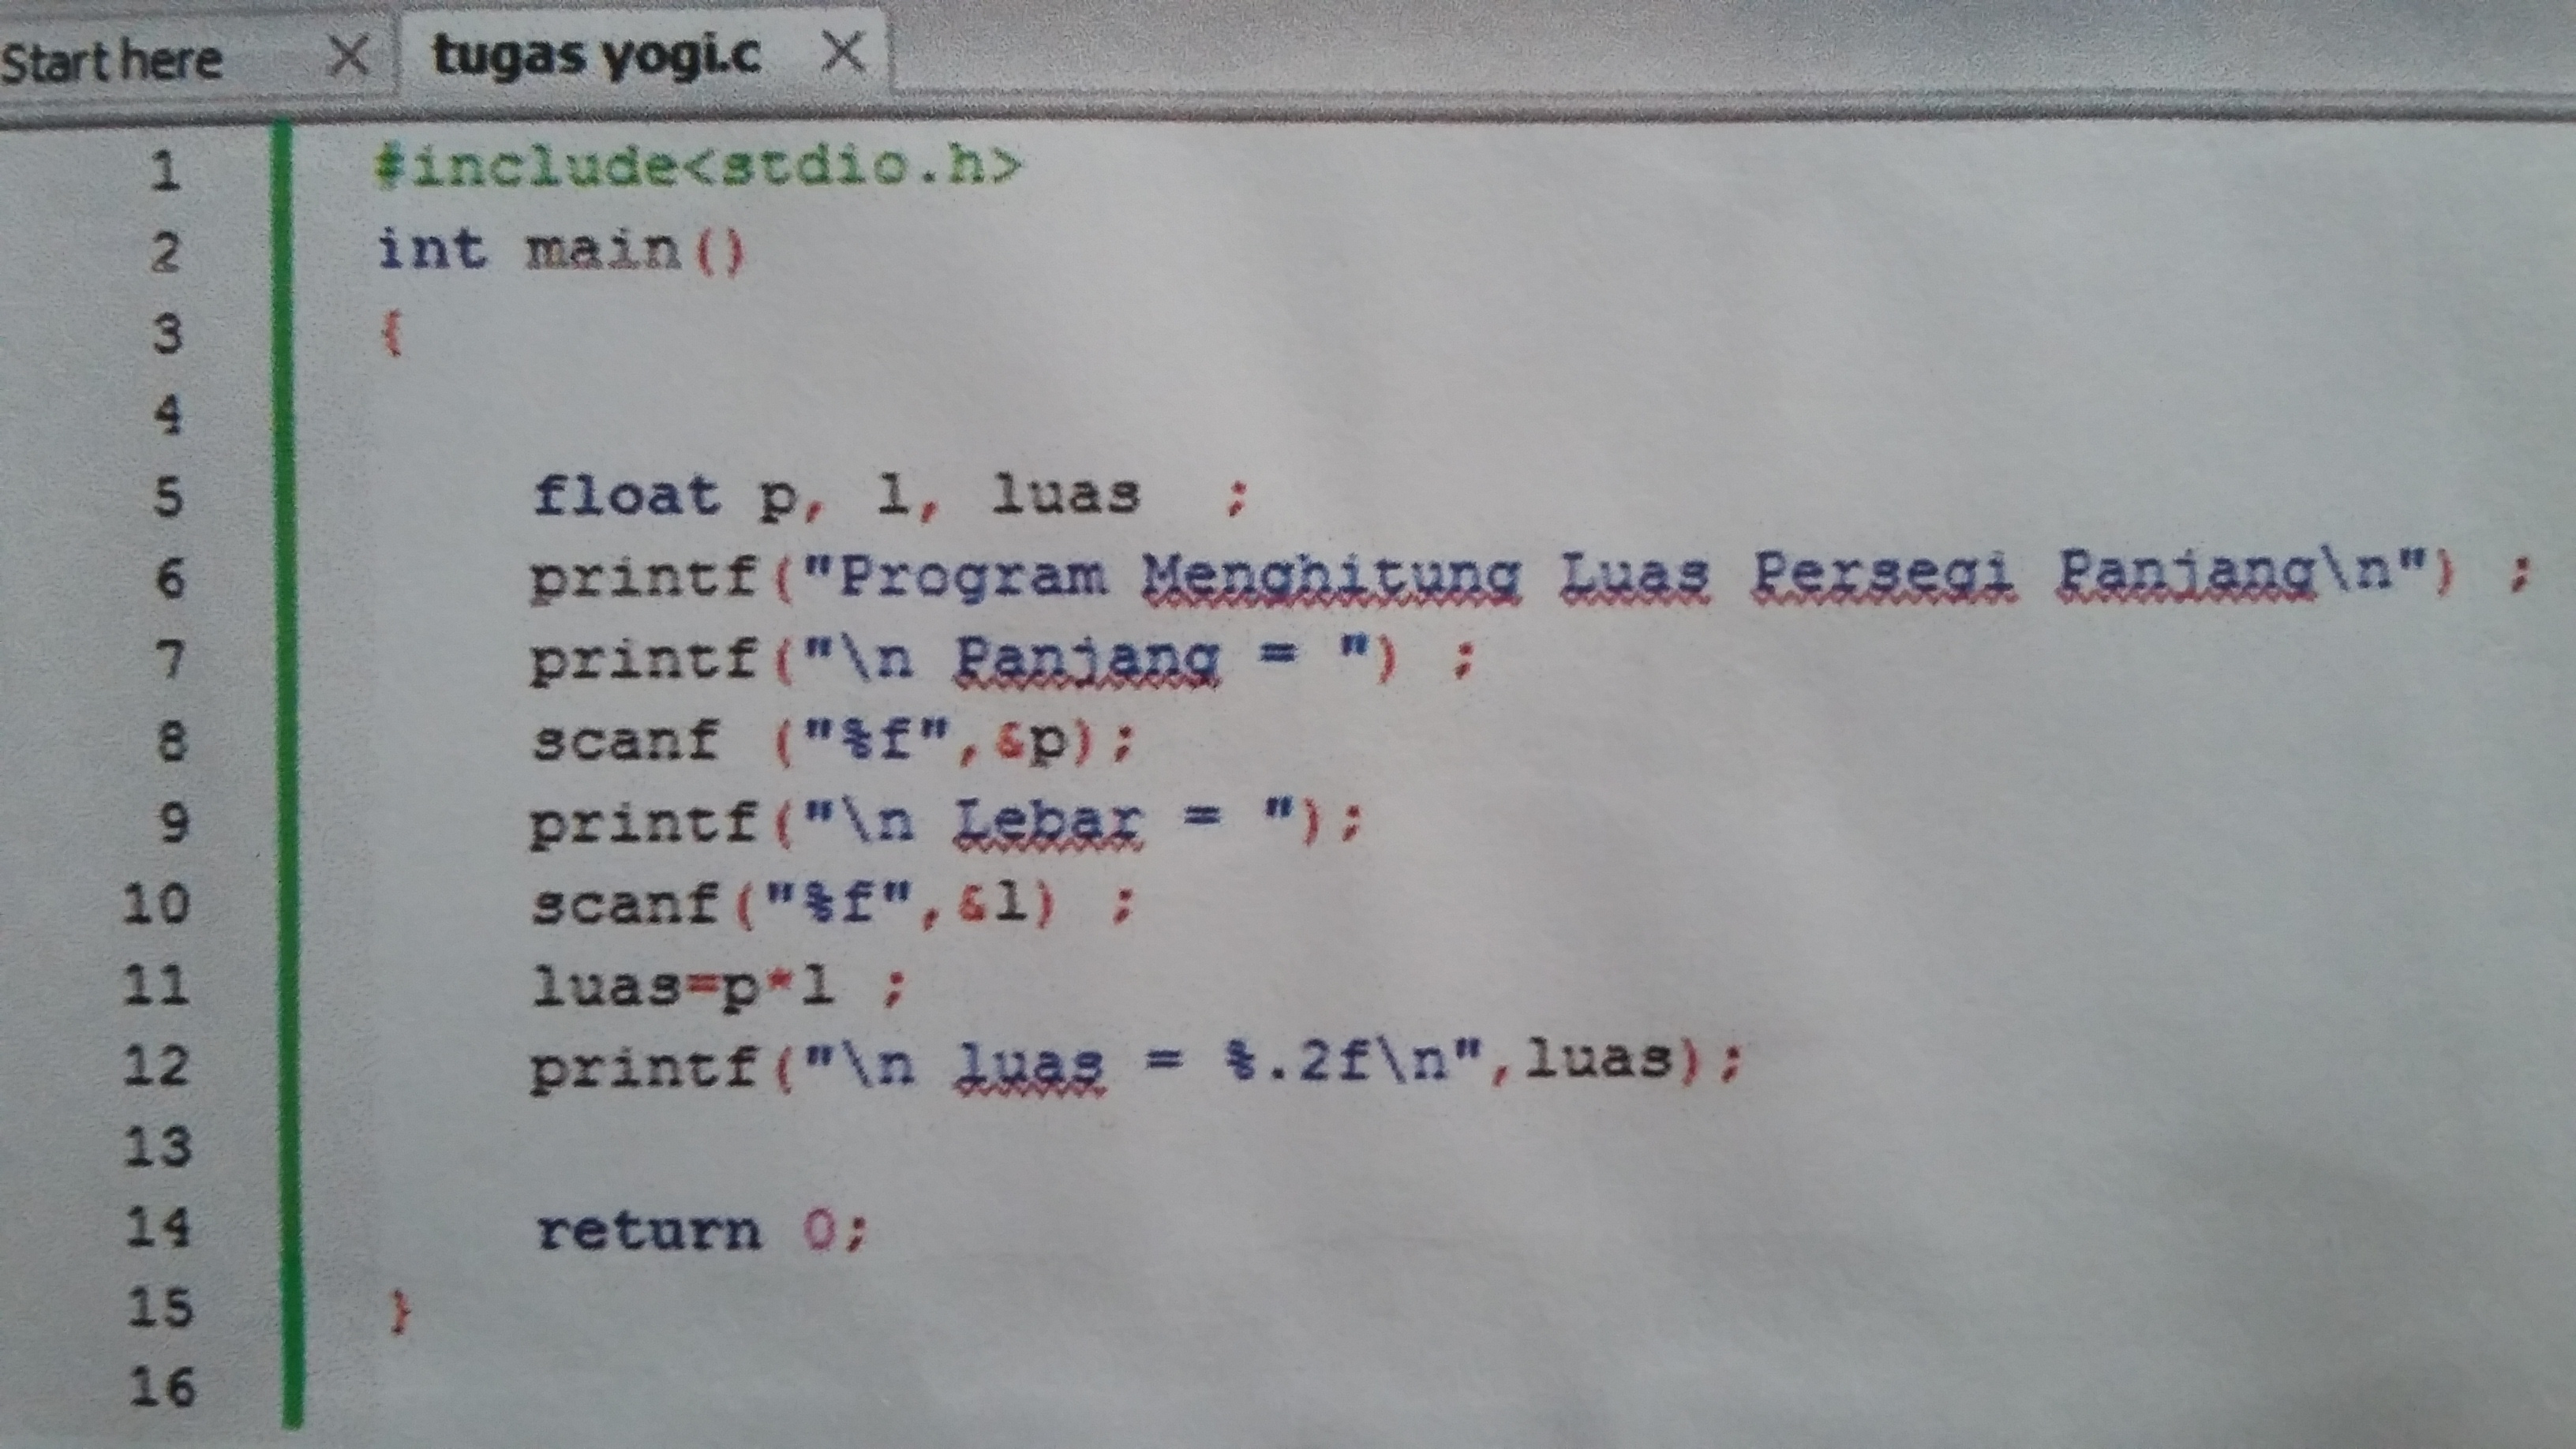 Start here X tugas yogi.c X
1 #include<stdio.h>
2 int main()
3 {
4
5 float p, l, luas  ;
6 printf("Program Menghitung Luas Persegi Panjang\n") ;
7 printf("\n Panjang = ") ;
8 scanf ("%f",&p);
9 printf("\n Lebar = ");
10 scanf("%f",&l) ;
11 luas=p*l ;
12 printf("\n luas = %.2f\n",luas);
13
14 return 0;
15 }
16